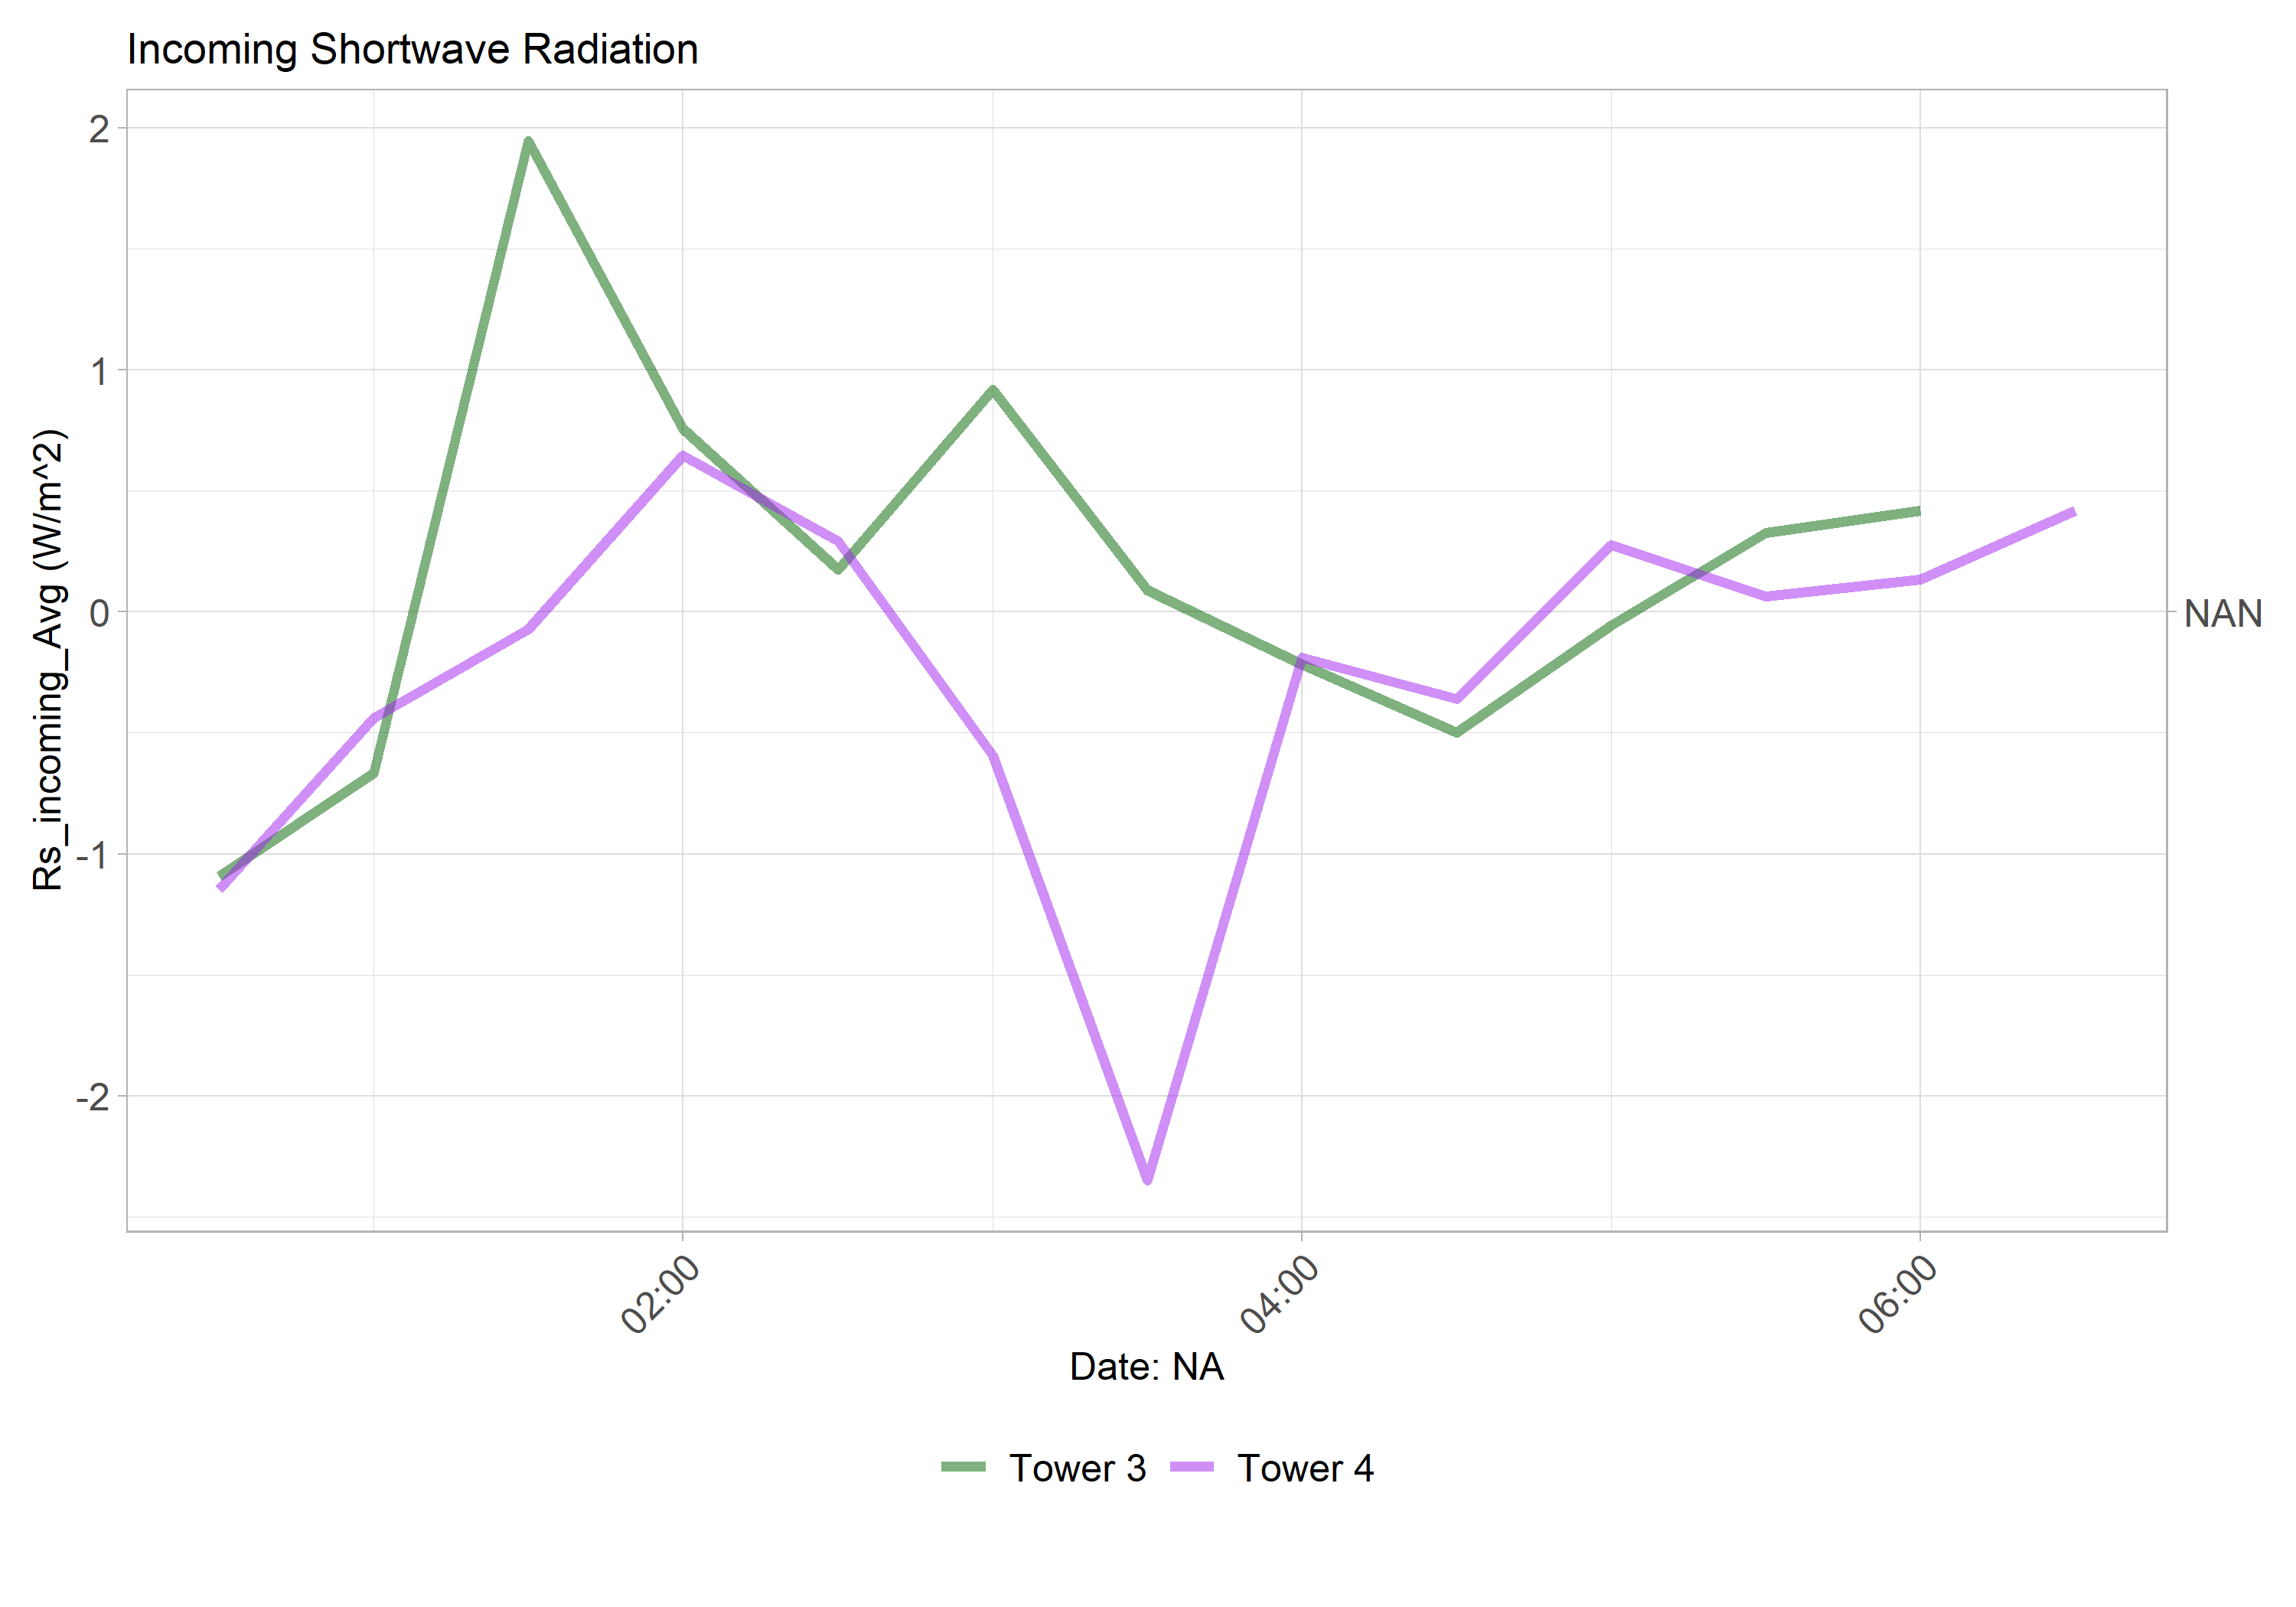 Incoming Shortwave Radiation
Rs_incoming_Avg (W/m^2)
2
1
0
-1
-2
NAN
02:00
04:00
06:00
Date: NA
Tower 3
Tower 4